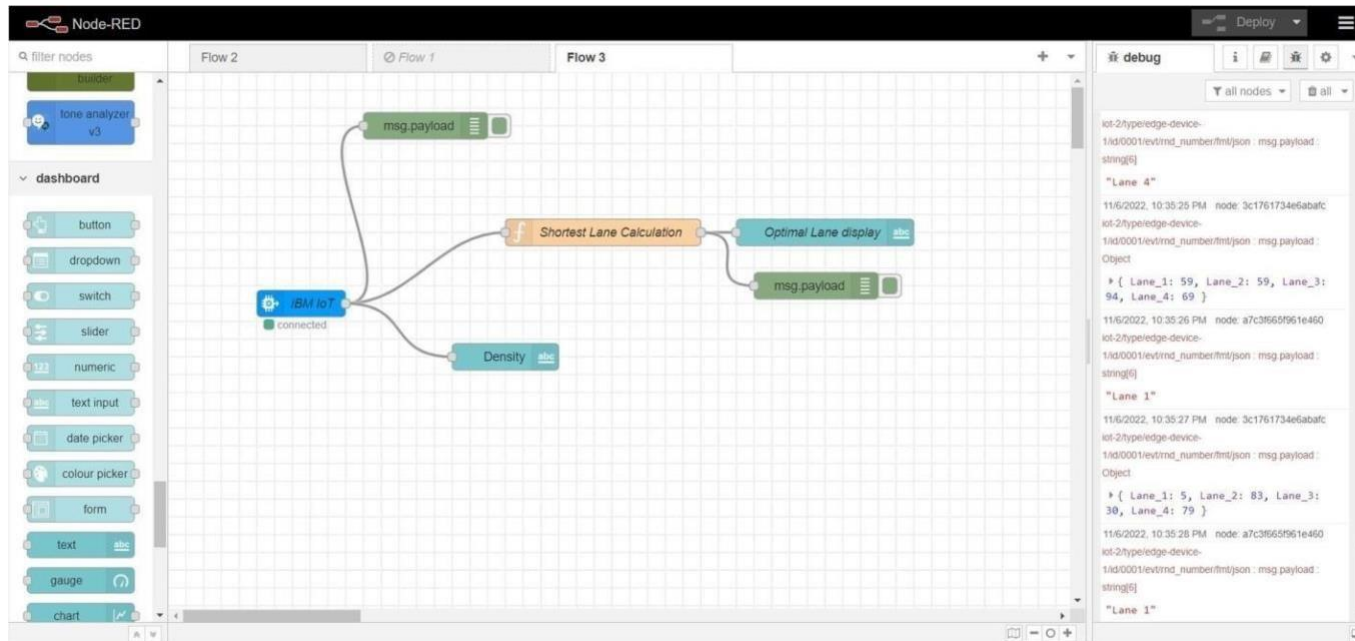 Node-RED
Deploy
filter nodes
builder
tone analyzer
v3
dashboard
button
dropdown
switch
slider
123 numeric
abc text input
date picker
colour picker
form
text abc
gauge
chart
Flow 2
Flow 1
Flow 3
msg.payload
f Shortest Lane Calculation
Optimal Lane display abc
msg.payload
IBM IoT
connected
Density abc
debug
i
all nodes
all
iot-2/type/edge-device-
1/id/0001/evt/rnd_number/fmt/json : msg.payload :
string[6]
"Lane 4"
11/6/2022, 10:35:25 PM node: 3c1761734e6abafc
iot-2/type/edge-device-
1/id/0001/evt/rnd_number/fmt/json : msg.payload :
Object
{ Lane_1: 59, Lane_2: 59, Lane_3:
94, Lane_4: 69 }
11/6/2022, 10:35:26 PM node: a7c3f665f961e460
iot-2/type/edge-device-
1/id/0001/evt/rnd_number/fmt/json : msg.payload :
string[6]
"Lane 1"
11/6/2022, 10:35:27 PM node: 3c1761734e6abafc
iot-2/type/edge-device-
1/id/0001/evt/rnd_number/fmt/json : msg.payload :
Object
{ Lane_1: 5, Lane_2: 83, Lane_3:
30, Lane_4: 79 }
11/6/2022, 10:35:28 PM node: a7c3f665f961e460
iot-2/type/edge-device-
1/id/0001/evt/rnd_number/fmt/json : msg.payload :
string[6]
"Lane 1"